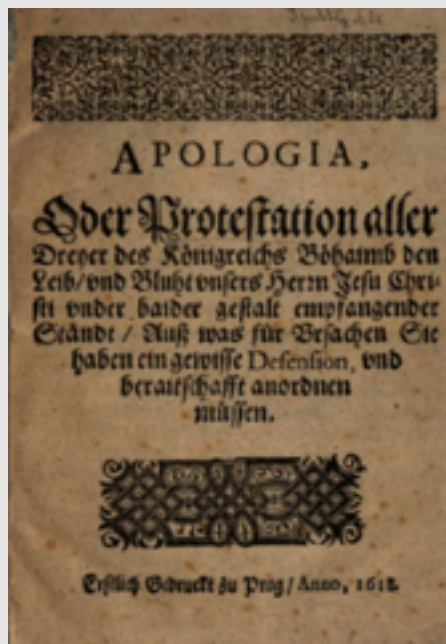 APOLOGIA,
Oder Protestation aller
Dreyer des Königreichs Böhaimb den
Leib/ vnd Bluht vnsers Herrn Jesu Chri-
sti vnder baider gestalt empfangender
Ständt / Auß was für Vrsachen Sie
haben ein gewisse Defension, vnd
beraitschafft anordnen
müssen.
Erstlich Gedruckt zu Prag / Anno, 1618